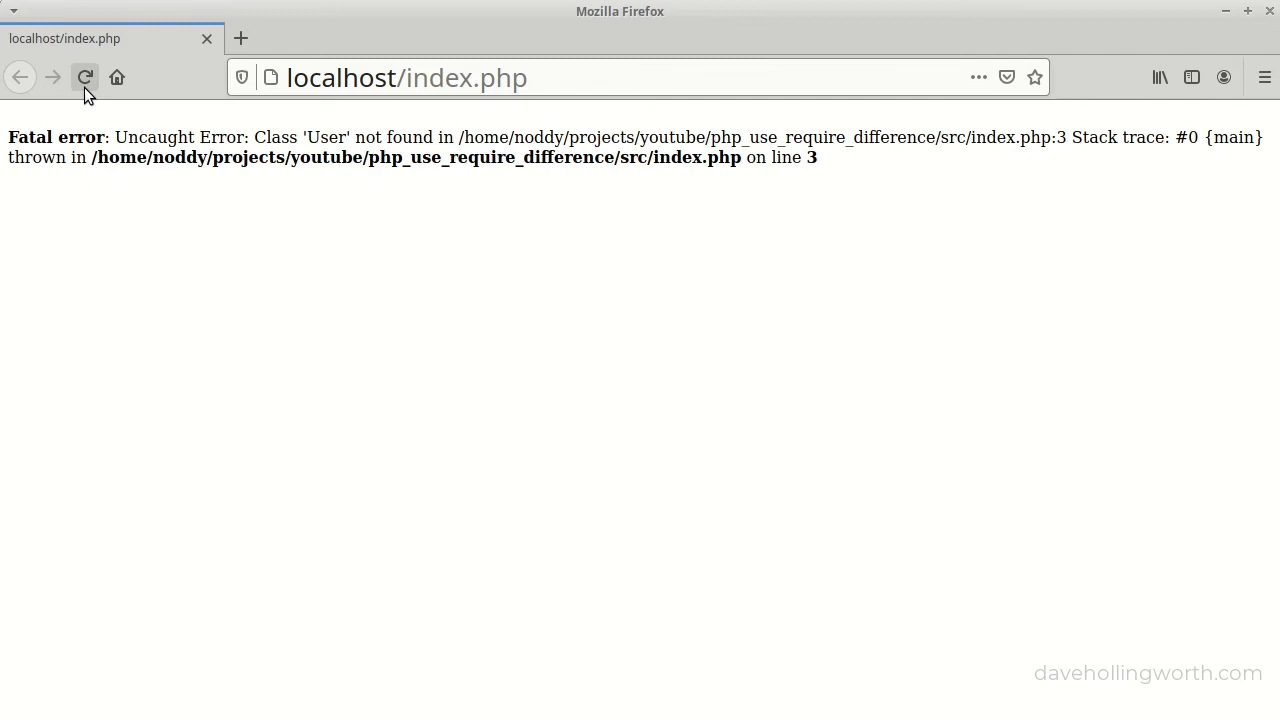 Mozilla Firefox
localhost/index.php
localhost/index.php
Fatal error: Uncaught Error: Class 'User' not found in /home/noddy/projects/youtube/php_use_require_difference/src/index.php:3 Stack trace: #0 {main}
thrown in /home/noddy/projects/youtube/php_use_require_difference/src/index.php on line 3
davehollingworth.com